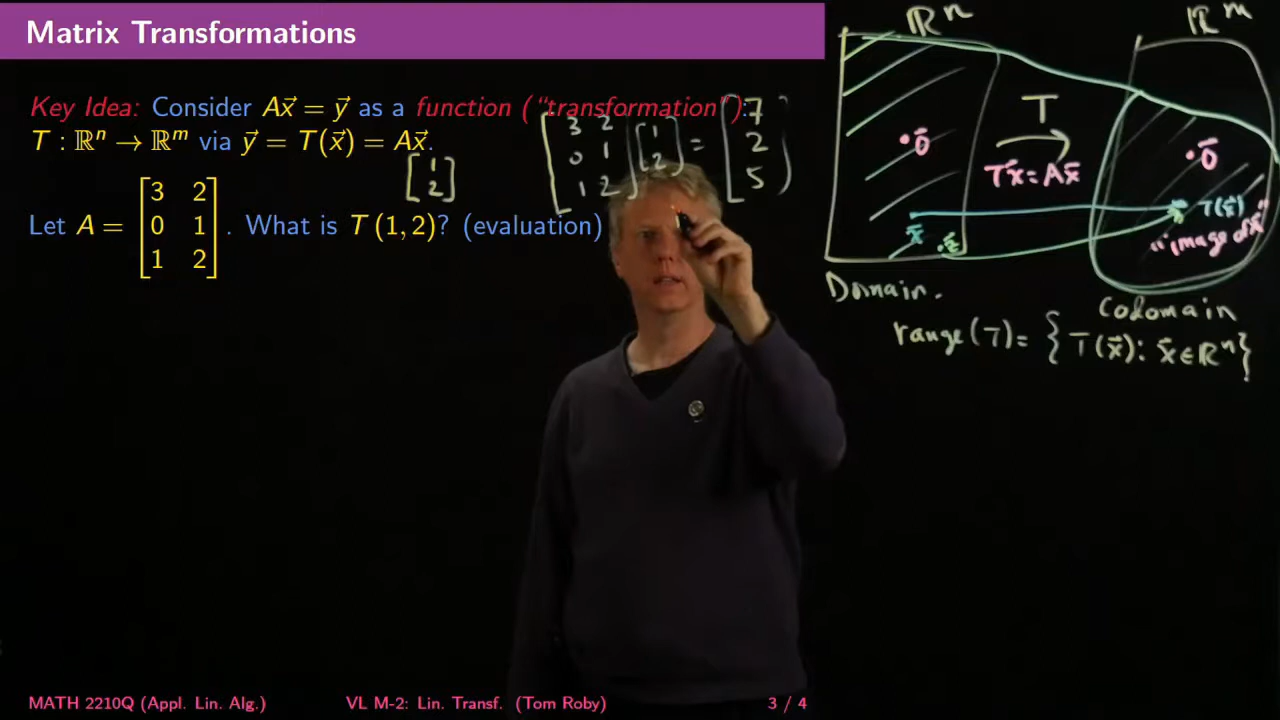 Matrix Transformations
Key Idea: Consider Ax⃗ = y⃗ as a function (“transformation”):
T : ℝⁿ → ℝᵐ via y⃗ = T(x⃗) = Ax⃗.
[1
2]
[3 2
0 1
1 2] [1
2] = [7
2
5]
Let A = [3 2
0 1
1 2]. What is T (1, 2)? (evaluation)
ℝⁿ
ℝᵐ
T
0⃗
0⃗
Tx⃗ = Ax⃗
x⃗
z⃗
T(x⃗)
"image of x⃗"
Domain.
Codomain
range(T) = {T(x⃗): x⃗ ∈ ℝⁿ}
MATH 2210Q (Appl. Lin. Alg.)
VL M-2: Lin. Transf. (Tom Roby)
3 / 4